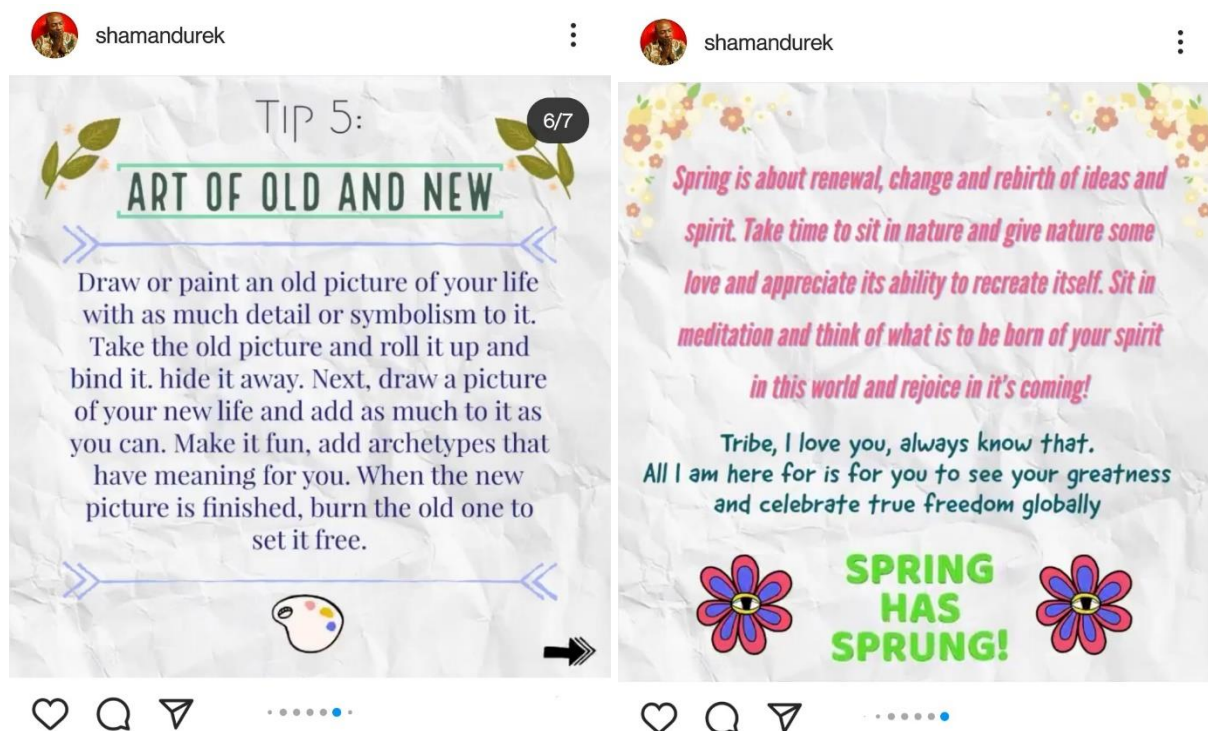 shamandurek
TIP 5:
6/7
ART OF OLD AND NEW
Draw or paint an old picture of your life
with as much detail or symbolism to it.
Take the old picture and roll it up and
bind it. hide it away. Next, draw a picture
of your new life and add as much to it as
you can. Make it fun, add archetypes that
have meaning for you. When the new
picture is finished, burn the old one to
set it free.
shamandurek
Spring is about renewal, change and rebirth of ideas and
spirit. Take time to sit in nature and give nature some
love and appreciate its ability to recreate itself. Sit in
meditation and think of what is to be born of your spirit
in this world and rejoice in it's coming!
Tribe, I love you, always know that.
All I am here for is for you to see your greatness
and celebrate true freedom globally
SPRING
HAS
SPRUNG!